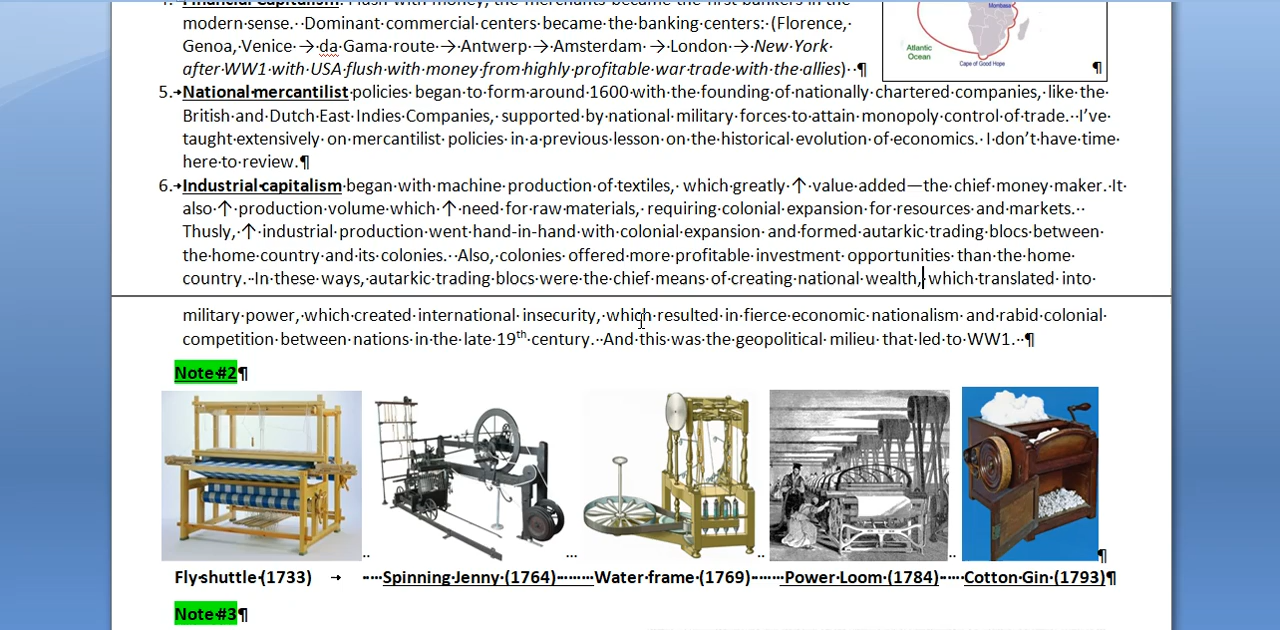 modern sense. Dominant commercial centers became the banking centers: (Florence,
Genoa, Venice → da Gama route → Antwerp → Amsterdam → London → New York
after WW1 with USA flush with money from highly profitable war trade with the allies) ¶
Mombasa
Atlantic
Ocean
Cape of Good Hope
¶
5. National mercantilist policies began to form around 1600 with the founding of nationally chartered companies, like the
British and Dutch East Indies Companies, supported by national military forces to attain monopoly control of trade. I've
taught extensively on mercantilist policies in a previous lesson on the historical evolution of economics. I don't have time
here to review.¶
6. Industrial capitalism began with machine production of textiles, which greatly ↑ value added—the chief money maker. It
also ↑ production volume which ↑ need for raw materials, requiring colonial expansion for resources and markets.
Thusly, ↑ industrial production went hand-in-hand with colonial expansion and formed autarkic trading blocs between
the home country and its colonies. Also, colonies offered more profitable investment opportunities than the home
country. In these ways, autarkic trading blocs were the chief means of creating national wealth, which translated into
military power, which created international insecurity, which resulted in fierce economic nationalism and rabid colonial
competition between nations in the late 19th century. And this was the geopolitical milieu that led to WW1. ¶
Note #2¶
¶
Fly shuttle (1733) → Spinning Jenny (1764) Water frame (1769) Power Loom (1784) Cotton Gin (1793)¶
Note #3¶